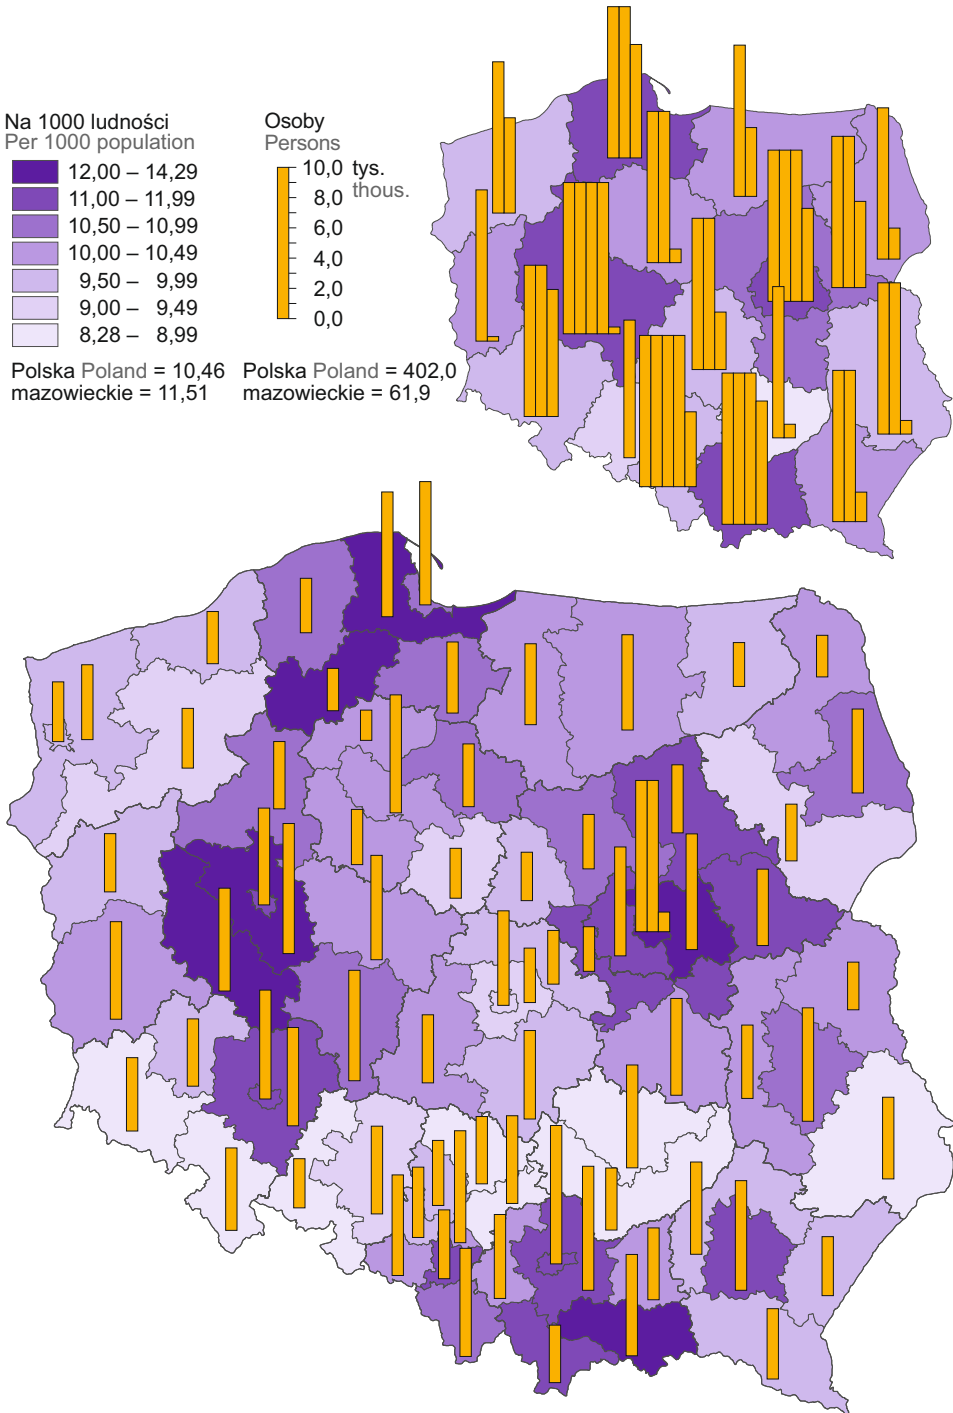 Na 1000 ludności
Per 1000 population
12,00 – 14,29
11,00 – 11,99
10,50 – 10,99
10,00 – 10,49
9,50 – 9,99
9,00 – 9,49
8,28 – 8,99
Polska Poland = 10,46
mazowieckie = 11,51
Osoby
Persons
10,0 tys.
thous.
8,0
6,0
4,0
2,0
0,0
Polska Poland = 402,0
mazowieckie = 61,9